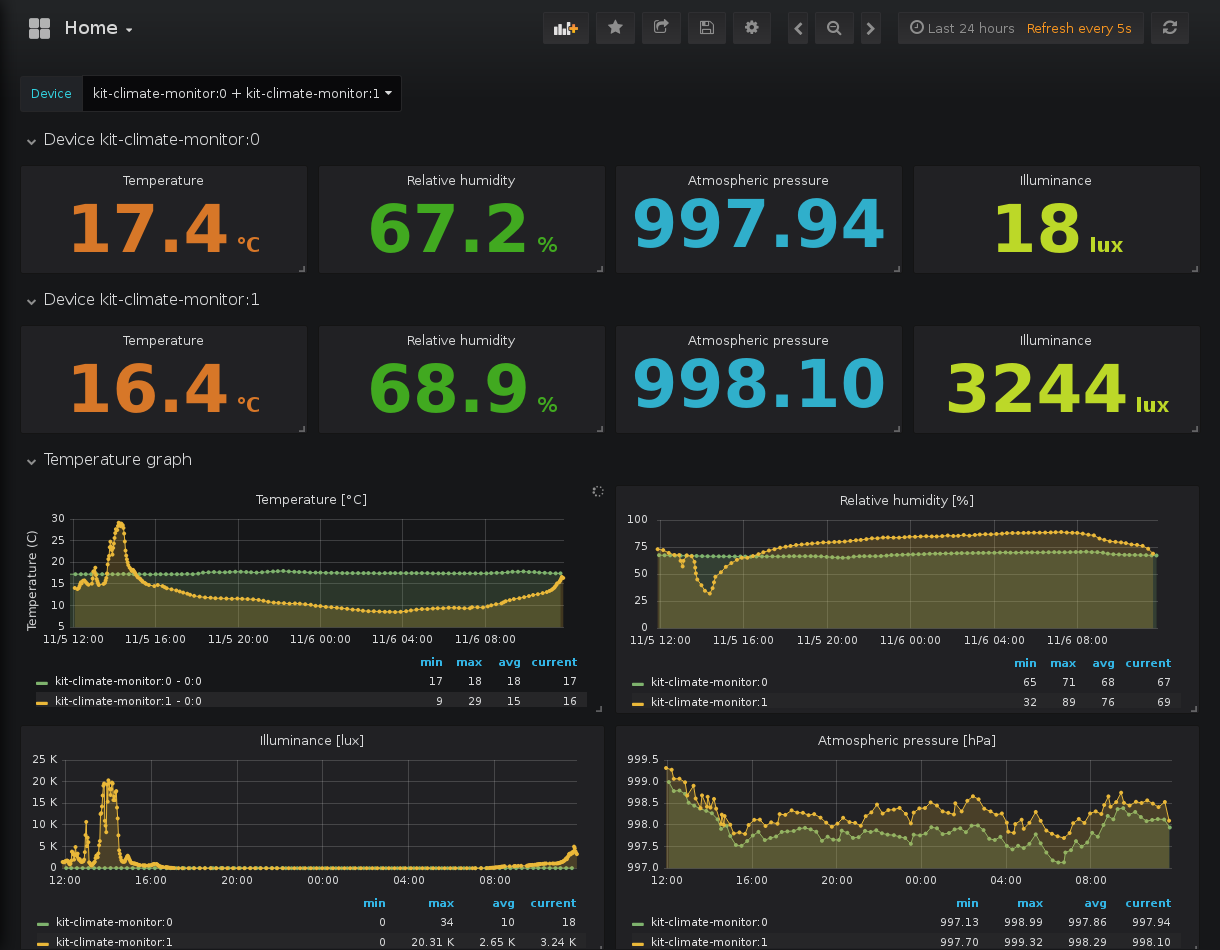 Home
Last 24 hours Refresh every 5s
Device kit-climate-monitor:0 + kit-climate-monitor:1
Device kit-climate-monitor:0
Temperature Relative humidity Atmospheric pressure Illuminance
17.4 °C 67.2 % 997.94 18 lux
Device kit-climate-monitor:1
Temperature Relative humidity Atmospheric pressure Illuminance
16.4 °C 68.9 % 998.10 3244 lux
Temperature graph
Temperature [°C]
Temperature (C)
30
25
20
15
10
5
11/5 12:00 11/5 16:00 11/5 20:00 11/6 00:00 11/6 04:00 11/6 08:00
min max avg current
kit-climate-monitor:0 - 0:0 17 18 18 17
kit-climate-monitor:1 - 0:0 9 29 15 16
Relative humidity [%]
100
75
50
25
0
11/5 12:00 11/5 16:00 11/5 20:00 11/6 00:00 11/6 04:00 11/6 08:00
min max avg current
kit-climate-monitor:0 65 71 68 67
kit-climate-monitor:1 32 89 76 69
Illuminance [lux]
25 K
20 K
15 K
10 K
5 K
0
12:00 16:00 20:00 00:00 04:00 08:00
min max avg current
kit-climate-monitor:0 0 34 10 18
kit-climate-monitor:1 0 20.31 K 2.65 K 3.24 K
Atmospheric pressure [hPa]
999.5
999.0
998.5
998.0
997.5
997.0
12:00 16:00 20:00 00:00 04:00 08:00
min max avg current
kit-climate-monitor:0 997.13 998.99 997.86 997.94
kit-climate-monitor:1 997.70 999.32 998.29 998.10